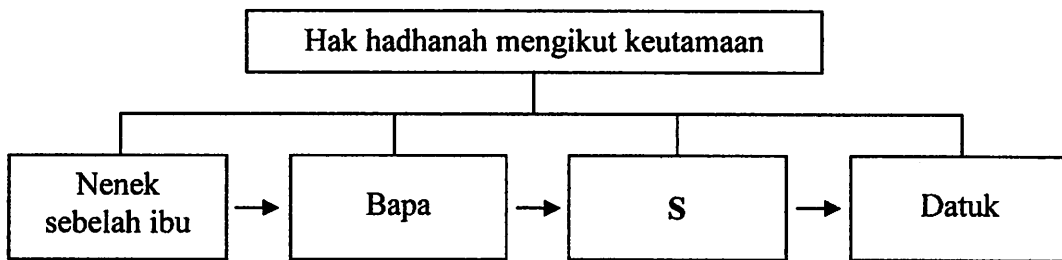 Hak hadhanah mengikut keutamaan
Nenek
sebelah ibu
Bapa
S
Datuk